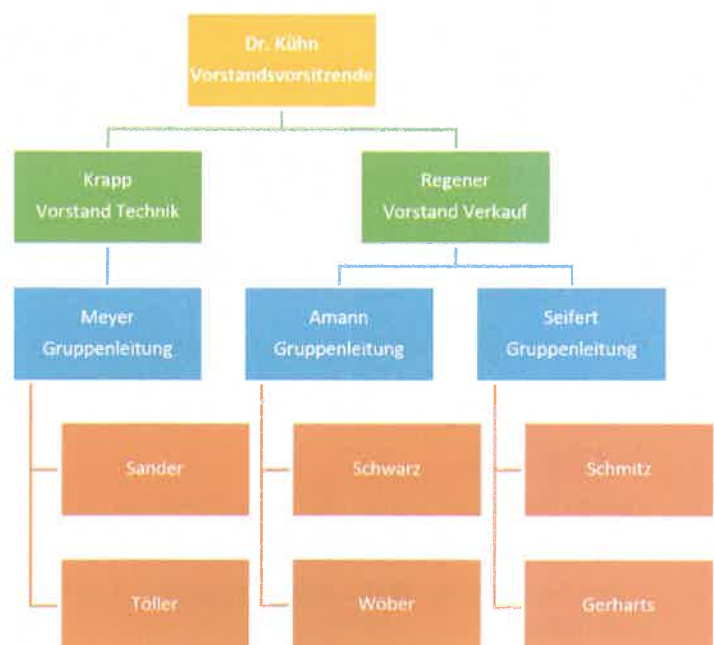 Dr. Kühn
Vorstandsvorsitzende
Krapp
Vorstand Technik
Regener
Vorstand Verkauf
Meyer
Gruppenleitung
Amann
Gruppenleitung
Seifert
Gruppenleitung
Sander
Schwarz
Schmitz
Töller
Wöber
Gerharts